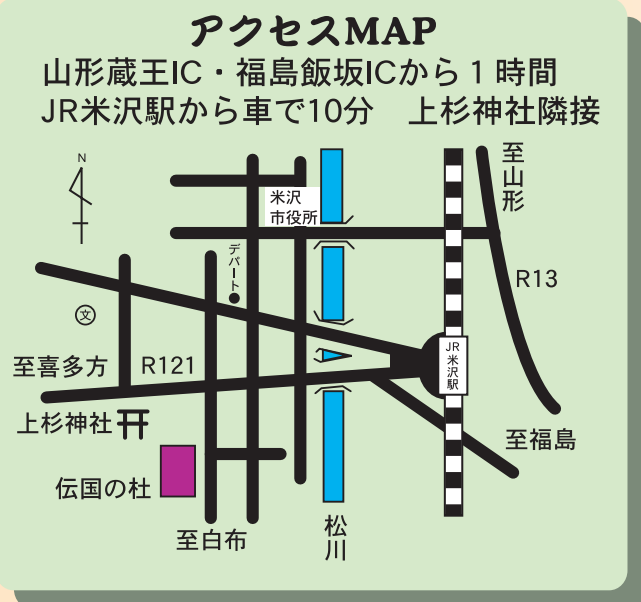 アクセスMAP
山形蔵王IC・福島飯坂ICから1時間
JR米沢駅から車で10分　上杉神社隣接
N
至山形
米沢
市役所
デパート
R13
文
JR米沢駅
至喜多方
R121
上杉神社
至福島
伝国の杜
至白布
松川